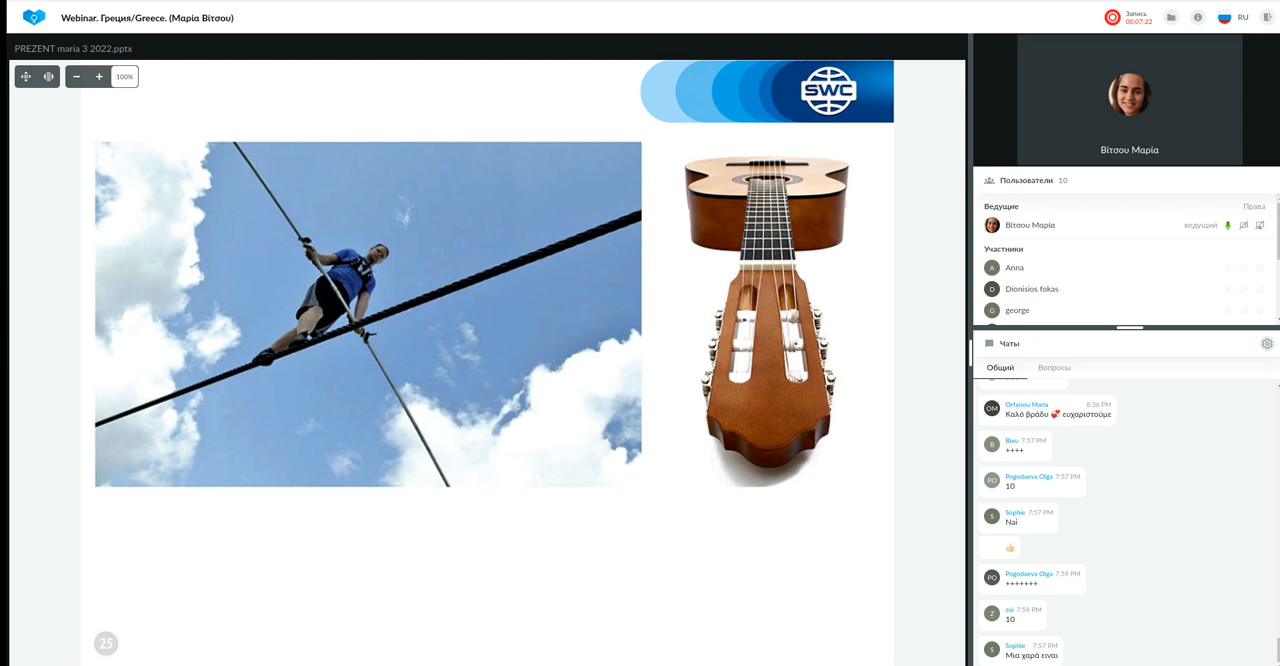 Webinar. Греция/Greece. (Μαρία Βίτσου)
Запись
00:07:22
RU
PREZENT maria 3 2022.pptx
100%
SWC
25
Βίτσου Μαρία
Пользователи 10
Ведущие Права
Βίτσου Μαρία ведущий
Участники
A Anna
D Dionisios fokas
G george
Чаты
Общий Вопросы
OM Orfanou Maria 8:36 PM
Καλό βράδυ 💕 ευχαριστούμε
7:57 PM
++++
PO Pogodaeva Olga 7:57 PM
10
S Sophie 7:57 PM
Nai
👍🏻
PO Pogodaeva Olga 7:59 PM
+++++++
Z zoi 7:59 PM
10
S Sophie 7:57 PM
Μια χαρά ειναι